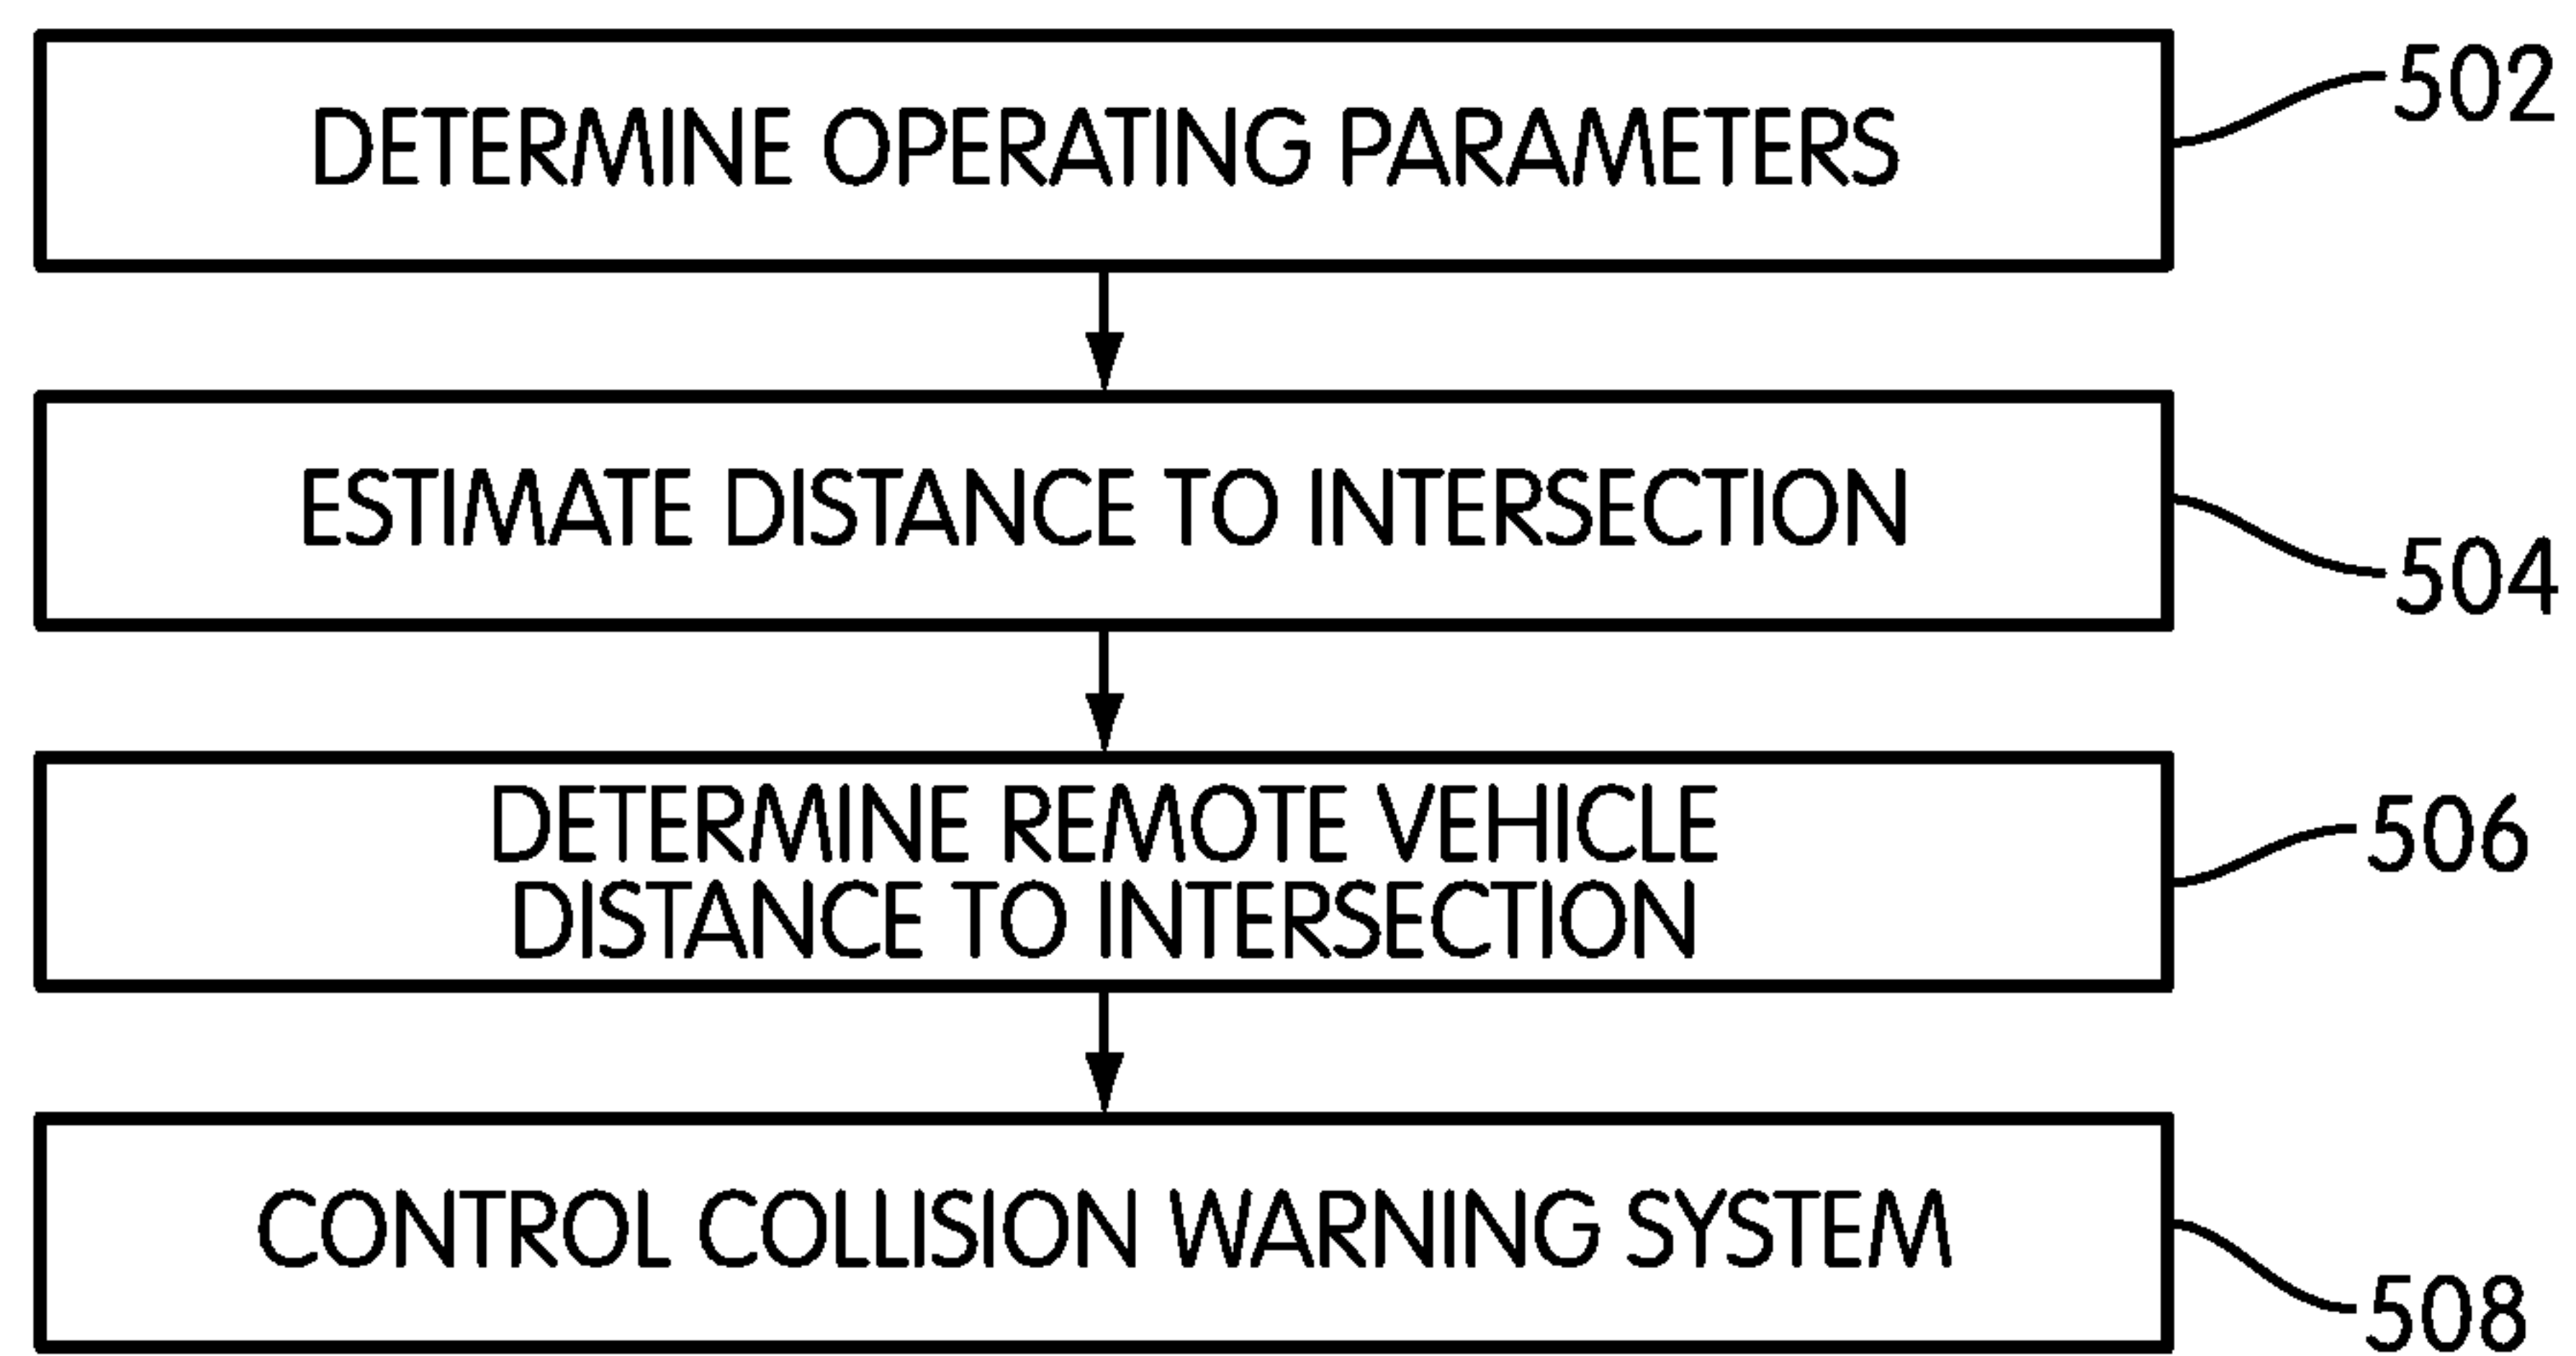 DETERMINE OPERATING PARAMETERS
502
ESTIMATE DISTANCE TO INTERSECTION
504
DETERMINE REMOTE VEHICLE
DISTANCE TO INTERSECTION
506
CONTROL COLLISION WARNING SYSTEM
508